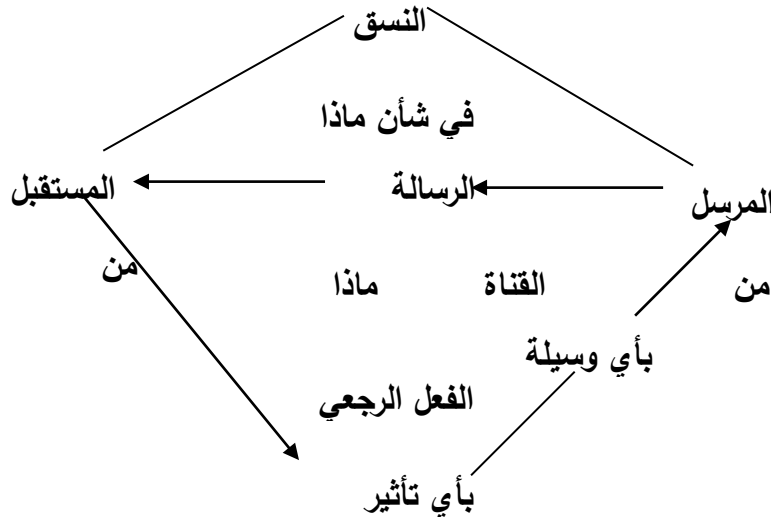 النسق
في شأن ماذا
المرسل
الرسالة
المستقبل
من
القناة
ماذا
من
بأي وسيلة
الفعل الرجعي
بأي تأثير